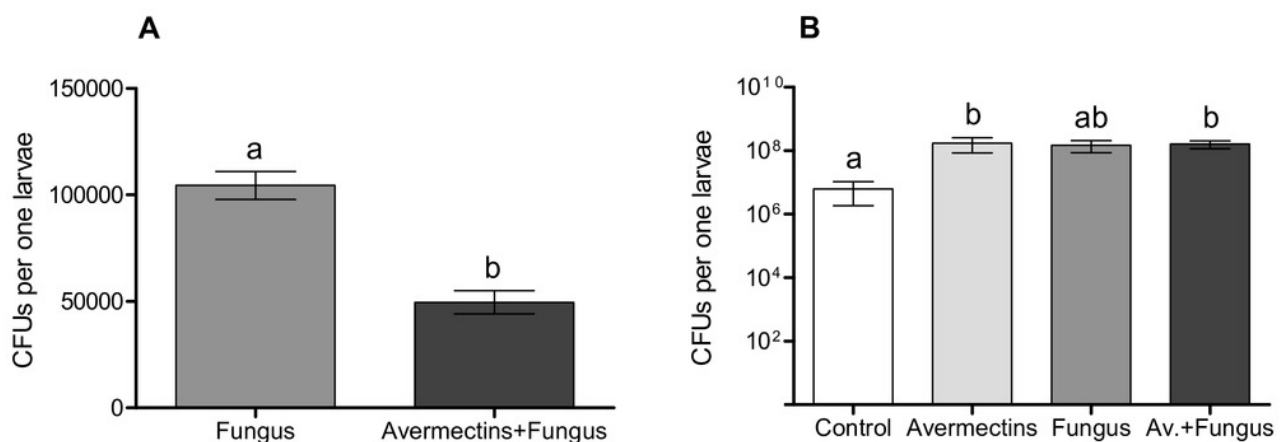 A
CFUs per one larvae
150000
100000
50000
0
a
b
Fungus
Avermectins+Fungus
B
CFUs per one larvae
10¹⁰
10⁸
10⁶
10⁴
10²
a
b
ab
b
Control
Avermectins
Fungus
Av.+Fungus